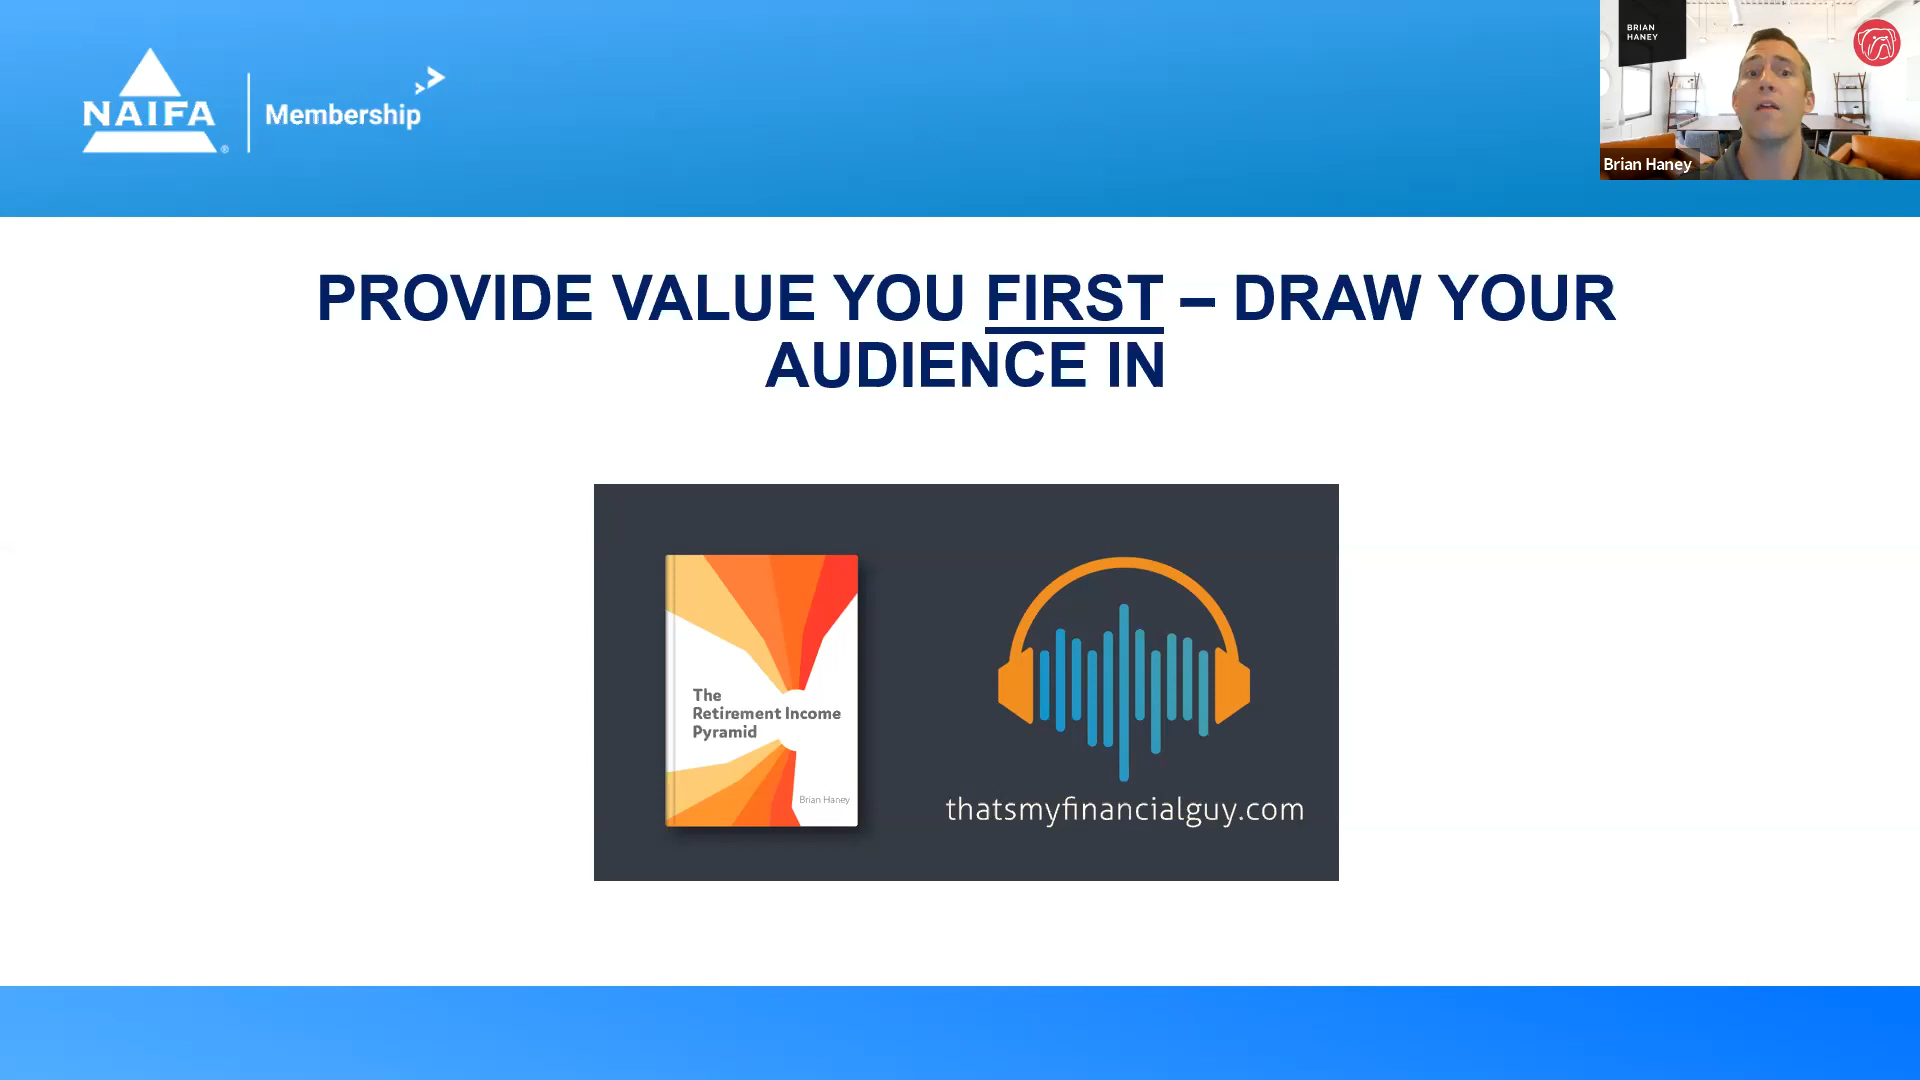 NAIFA®
Membership
BRIAN
HANEY
Brian Haney
PROVIDE VALUE YOU FIRST – DRAW YOUR
AUDIENCE IN
The
Retirement Income
Pyramid
Brian Haney
thatsmyfinancialguy.com